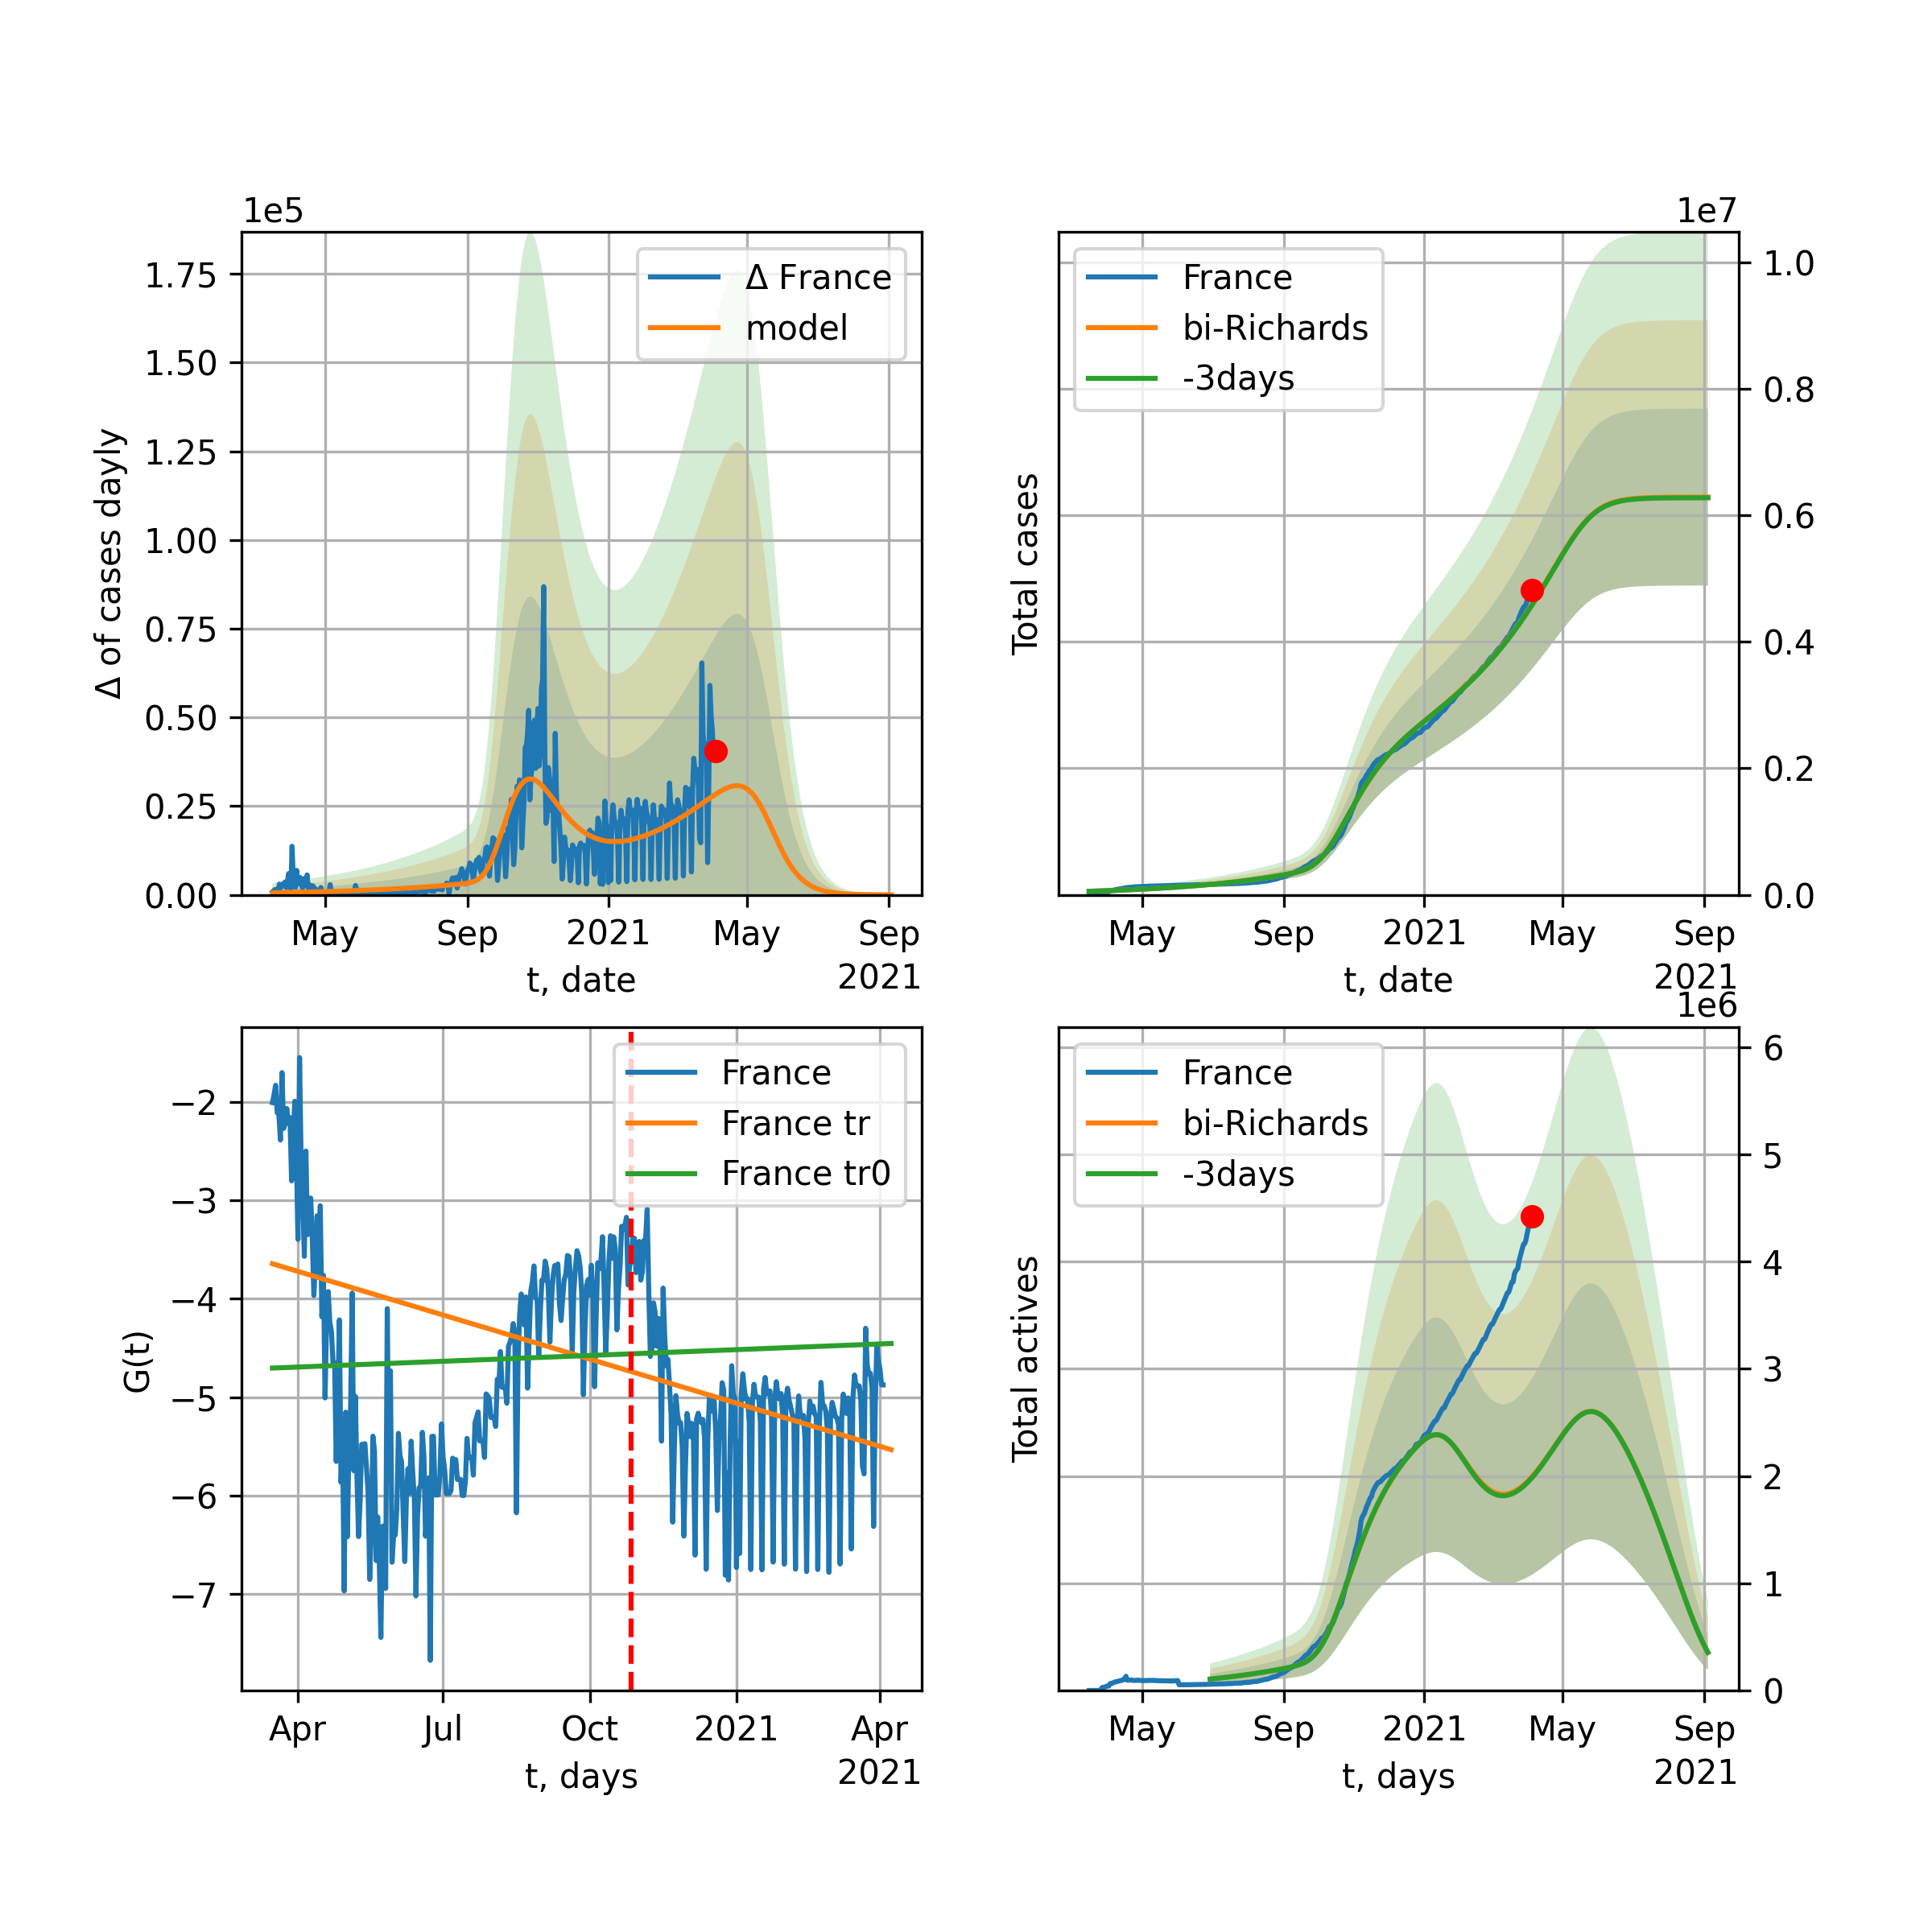 1e5
1.75
1.50
1.25
1.00
0.75
0.50
0.25
0.00
Δ of cases dayly
Δ France
model
May
Sep
2021
May
Sep
2021
t, date
1e7
1.0
0.8
0.6
0.4
0.2
0.0
Total cases
France
bi-Richards
-3days
May
Sep
2021
May
Sep
2021
t, date
−2
−3
−4
−5
−6
−7
G(t)
France
France tr
France tr0
Apr
Jul
Oct
2021
Apr
2021
t, days
1e6
6
5
4
3
2
1
0
Total actives
France
bi-Richards
-3days
May
Sep
2021
May
Sep
2021
t, days